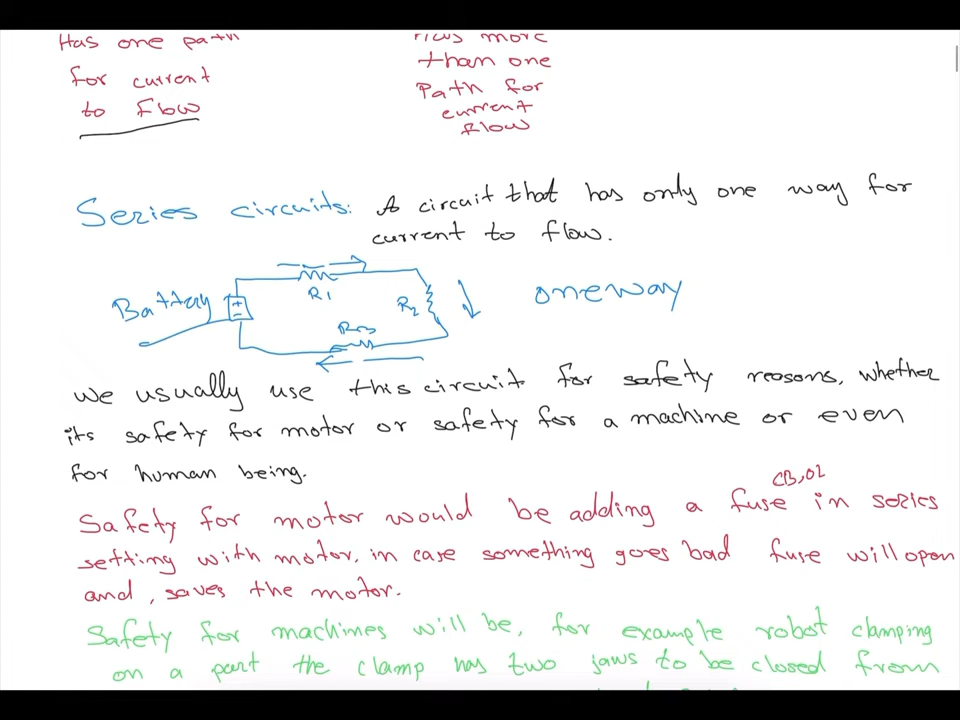 Has one path
for current
to flow
Has more
than one
Path for
current
flow
Series circuits: A circuit that has only one way for
current to flow.
Battery
+
-
R1
R2
R3
one way
We usually use this circuit for safety reasons, whether
its safety for motor or safety for a machine or even
for human being.
CB, OL
Safety for motor would be adding a fuse in series
setting with motor, in case something goes bad fuse will open
and, saves the motor.
Safety for machines will be, for example robot clamping
on a part the clamp has two jaws to be closed from